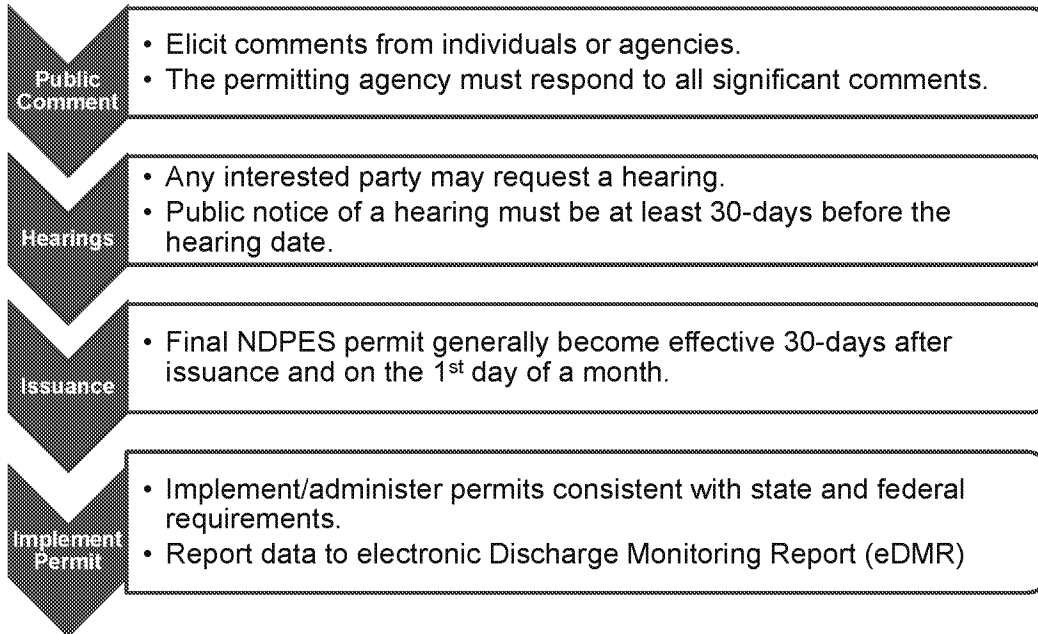 Public
Comment
• Elicit comments from individuals or agencies.
• The permitting agency must respond to all significant comments.
Hearings
• Any interested party may request a hearing.
• Public notice of a hearing must be at least 30-days before the
hearing date.
Issuance
• Final NDPES permit generally become effective 30-days after
issuance and on the 1st day of a month.
Implement
Permit
• Implement/administer permits consistent with state and federal
requirements.
• Report data to electronic Discharge Monitoring Report (eDMR)